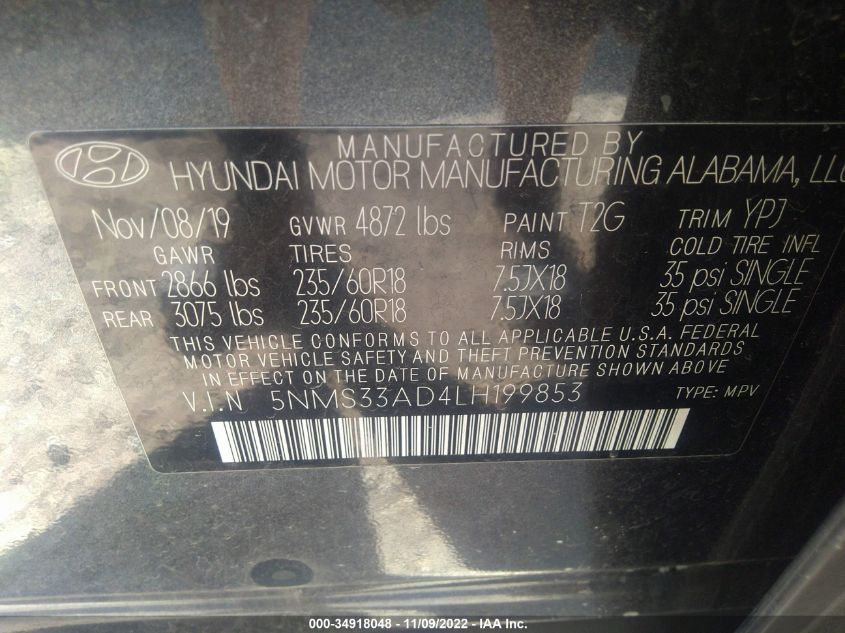 MANUFACTURED BY
HYUNDAI MOTOR MANUFACTURING ALABAMA, LLC
Nov/08/19 GVWR 4872 lbs PAINT T2G TRIM YPJ
GAWR TIRES RIMS COLD TIRE INFL
FRONT 2866 lbs 235/60R18 7.5JX18 35 psi SINGLE
REAR 3075 lbs 235/60R18 7.5JX18 35 psi SINGLE
THIS VEHICLE CONFORMS TO ALL APPLICABLE U.S.A. FEDERAL
MOTOR VEHICLE SAFETY AND THEFT PREVENTION STANDARDS
IN EFFECT ON THE DATE OF MANUFACTURE SHOWN ABOVE
V.I.N 5NMS33AD4LH199853 TYPE: MPV
000-34918048 - 11/09/2022 - © IAA Inc.